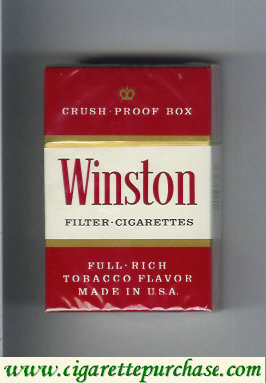 CRUSH·PROOF BOX
Winston
FILTER·CIGARETTES
FULL·RICH
TOBACCO FLAVOR
MADE IN U.S.A.
www.cigarettepurchase.com